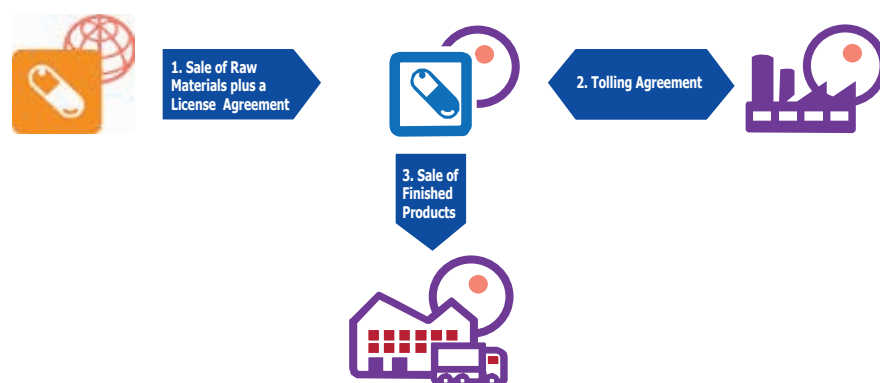 1. Sale of Raw
Materials plus a
License Agreement
2. Tolling Agreement
3. Sale of
Finished
Products